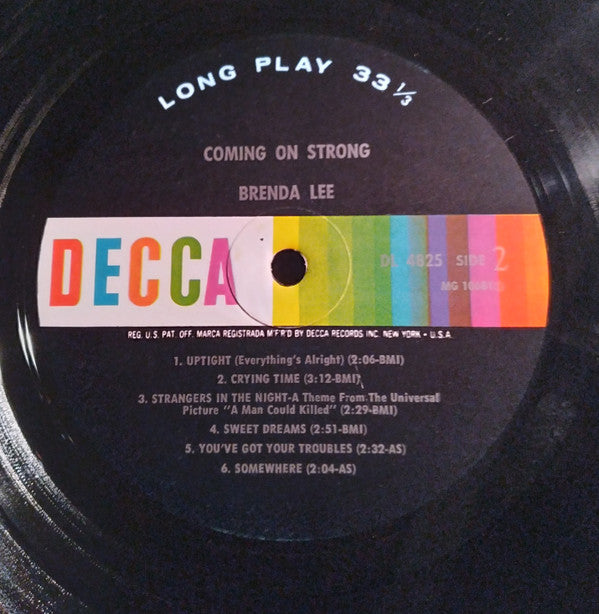 LONG PLAY 33 1/3
COMING ON STRONG
BRENDA LEE
DECCA
DL 4825 SIDE 2
REG. U.S. PAT. OFF. MARCA REGISTRADA M'F'R'D BY DECCA RECORDS INC. NEW YORK - U.S.A.
1. UPTIGHT (Everything's Alright) (2:06-BMI)
2. CRYING TIME (3:12-BMI)
3. STRANGERS IN THE NIGHT-A Theme From The Universal
Picture "A Man Could Killed" (2:29-BMI)
4. SWEET DREAMS (2:51-BMI)
5. YOU'VE GOT YOUR TROUBLES (2:32-AS)
6. SOMEWHERE (2:04-AS)